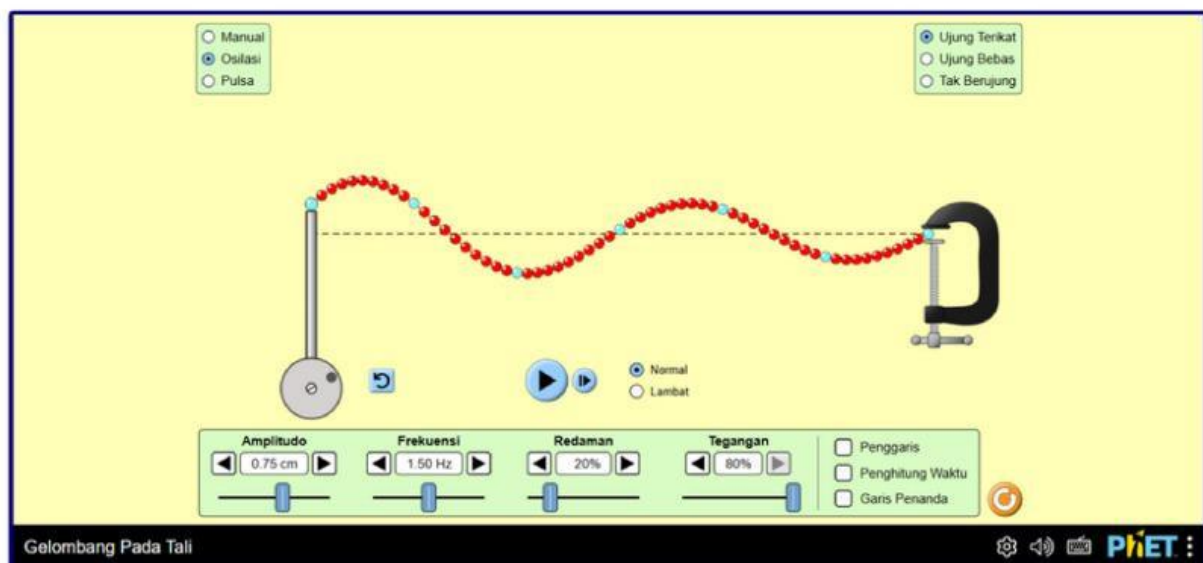 Manual
Osilasi
Pulsa
Ujung Terikat
Ujung Bebas
Tak Berujung
Normal
Lambat
Amplitudo
0.75 cm
Frekuensi
1.50 Hz
Redaman
20%
Tegangan
80%
Penggaris
Penghitung Waktu
Garis Penanda
Gelombang Pada Tali
PhET